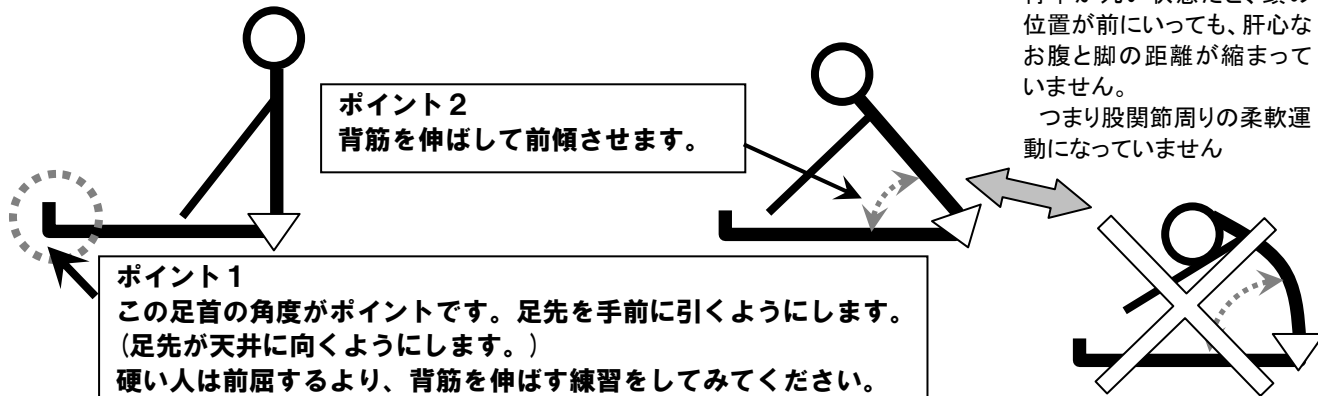 位置が前にいっても、肝心な
お腹と脚の距離が縮まって
いません。
　つまり股関節周りの柔軟運
動になっていません
ポイント２
背筋を伸ばして前傾させます。
ポイント１
この足首の角度がポイントです。足先を手前に引くようにします。
（足先が天井に向くようにします。）
硬い人は前屈するより、背筋を伸ばす練習をしてみてください。